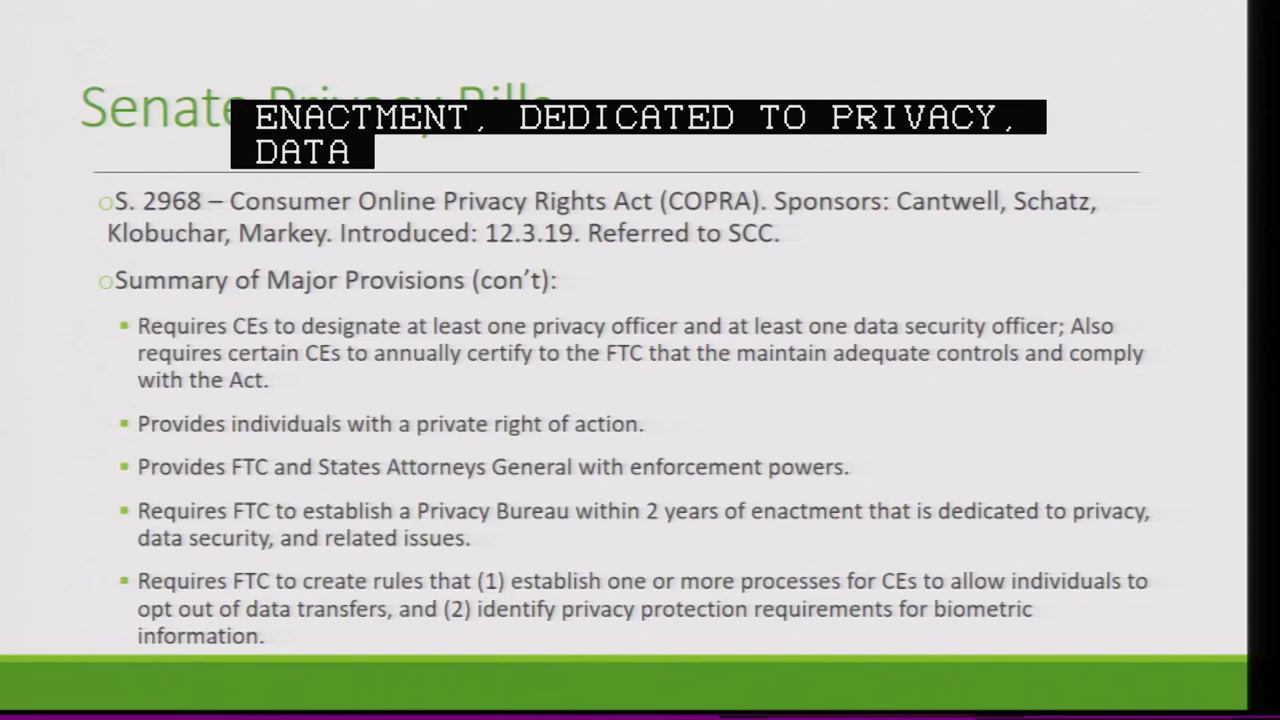 Senate Privacy Bills
ENACTMENT, DEDICATED TO PRIVACY,
DATA
oS. 2968 – Consumer Online Privacy Rights Act (COPRA). Sponsors: Cantwell, Schatz,
Klobuchar, Markey. Introduced: 12.3.19. Referred to SCC.
oSummary of Major Provisions (con’t):
▪ Requires CEs to designate at least one privacy officer and at least one data security officer; Also
requires certain CEs to annually certify to the FTC that the maintain adequate controls and comply
with the Act.
▪ Provides individuals with a private right of action.
▪ Provides FTC and States Attorneys General with enforcement powers.
▪ Requires FTC to establish a Privacy Bureau within 2 years of enactment that is dedicated to privacy,
data security, and related issues.
▪ Requires FTC to create rules that (1) establish one or more processes for CEs to allow individuals to
opt out of data transfers, and (2) identify privacy protection requirements for biometric
information.